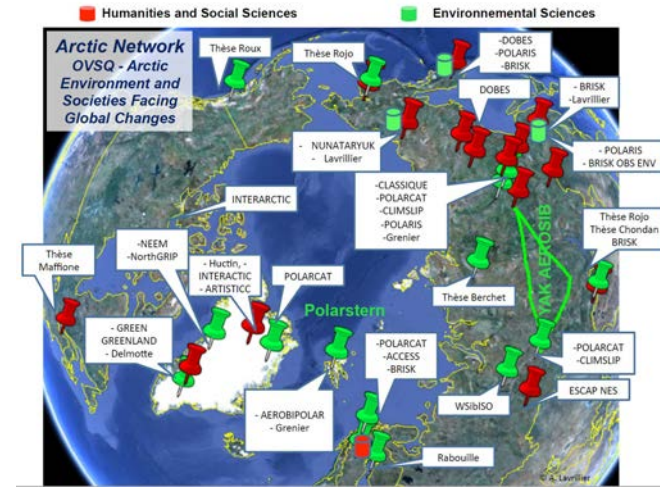 Humanities and Social Sciences
Environnemental Sciences
Arctic Network
OVSQ - Arctic
Environment and
Societies Facing
Global Changes
Thèse Roux
Thèse Rojo
-DOBES
-POLARIS
-BRISK
DOBES
- BRISK
-Lavrillier
- NUNATARYUK
- Lavrillier
- POLARIS
- BRISK OBS ENV
-CLASSIQUE
-POLARCAT
-CLIMSLIP
-POLARIS
-Grenier
INTERARCTIC
Thèse Rojo
Thèse Chondan
BRISK
YAK AEROSIB
-NEEM
-NorthGRIP
- Huctin, -
INTERACTIC
- ARTISTICC
POLARCAT
Thèse
Maffione
Polarstern
Thèse Berchet
- GREEN
GREENLAND
- Delmotte
-POLARCAT
-ACCESS
-BRISK
-POLARCAT
-CLIMSLIP
- AEROBIPOLAR
- Grenier
WSibISO
ESCAP NES
Rabouille
© A. Lavrillier